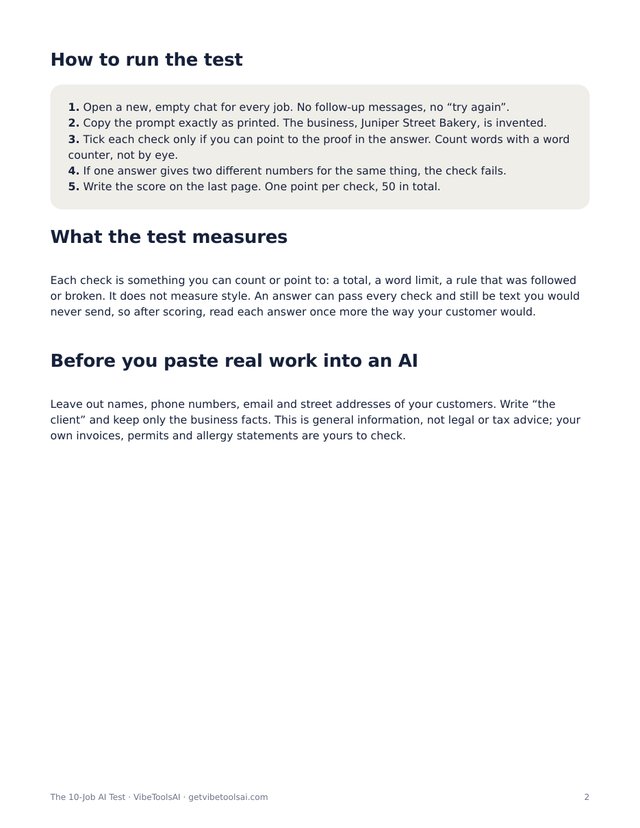 How to run the test
1. Open a new, empty chat for every job. No follow-up messages, no “try again”.
2. Copy the prompt exactly as printed. The business, Juniper Street Bakery, is invented.
3. Tick each check only if you can point to the proof in the answer. Count words with a word
counter, not by eye.
4. If one answer gives two different numbers for the same thing, the check fails.
5. Write the score on the last page. One point per check, 50 in total.
What the test measures
Each check is something you can count or point to: a total, a word limit, a rule that was followed
or broken. It does not measure style. An answer can pass every check and still be text you would
never send, so after scoring, read each answer once more the way your customer would.
Before you paste real work into an AI
Leave out names, phone numbers, email and street addresses of your customers. Write “the
client” and keep only the business facts. This is general information, not legal or tax advice; your
own invoices, permits and allergy statements are yours to check.
The 10-Job AI Test · VibeToolsAI · getvibetoolsai.com 2